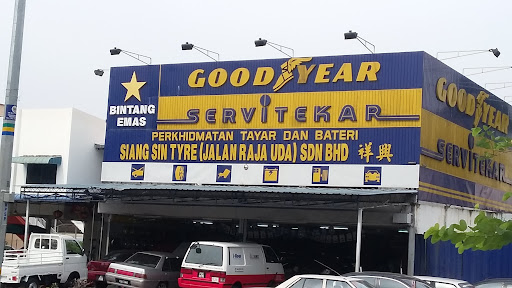 GOODYEAR
SERVITEKAR
BINTANG
EMAS
PERKHIDMATAN TAYAR DAN BATERI
SIANG SIN TYRE (JALAN RAJA UDA) SDN BHD 祥興
GOODYEAR
SERVITEKAR